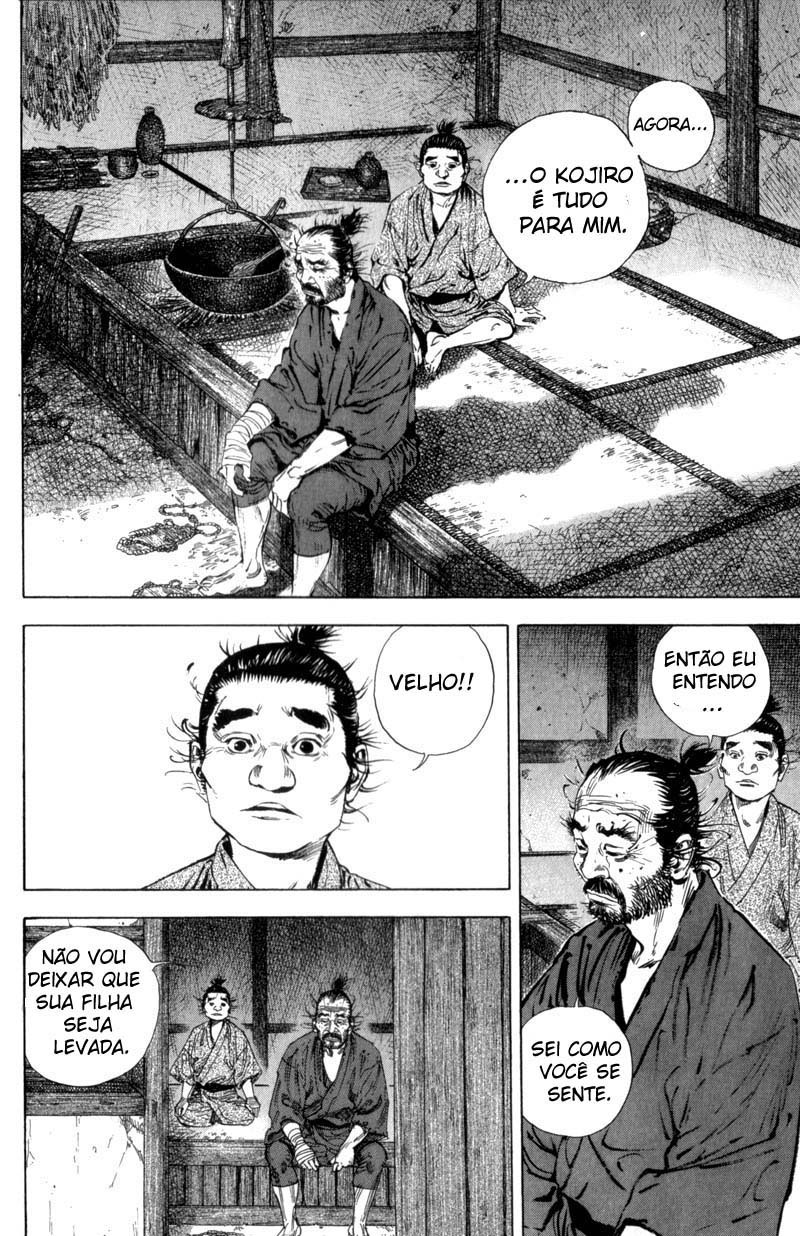 AGORA...
...O KOJIRO
É TUDO
PARA MIM.
ENTÃO EU
ENTENDO
...
SEI COMO
VOCÊ SE
SENTE.
VELHO!!
NÃO VOU
DEIXAR QUE
SUA FILHA
SEJA
LEVADA.